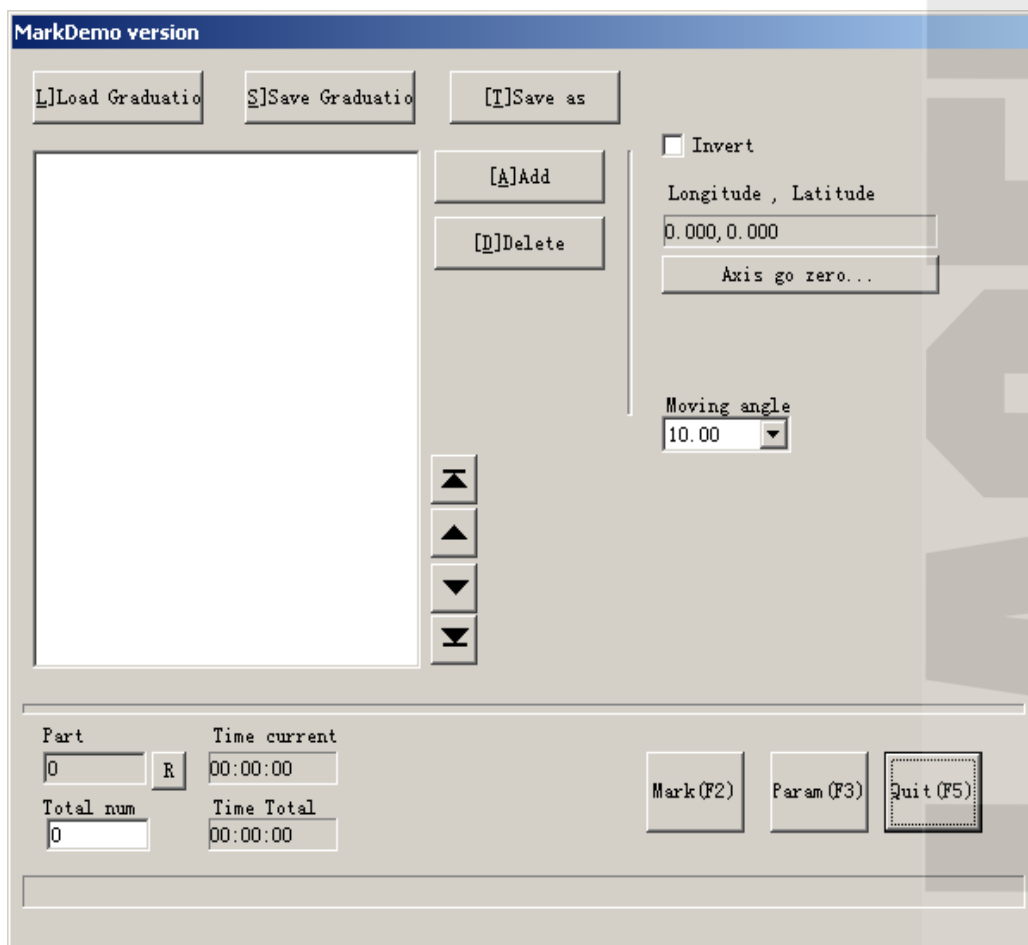 MarkDemo version
L]Load Graduatio
S]Save Graduatio
[T]Save as
[A]Add
[D]Delete
Invert
Longitude , Latitude
0.000,0.000
Axis go zero...
Moving angle
10.00
Part
Time current
0
R
00:00:00
Total num
Time Total
0
00:00:00
Mark(F2)
Param(F3)
Quit(F5)